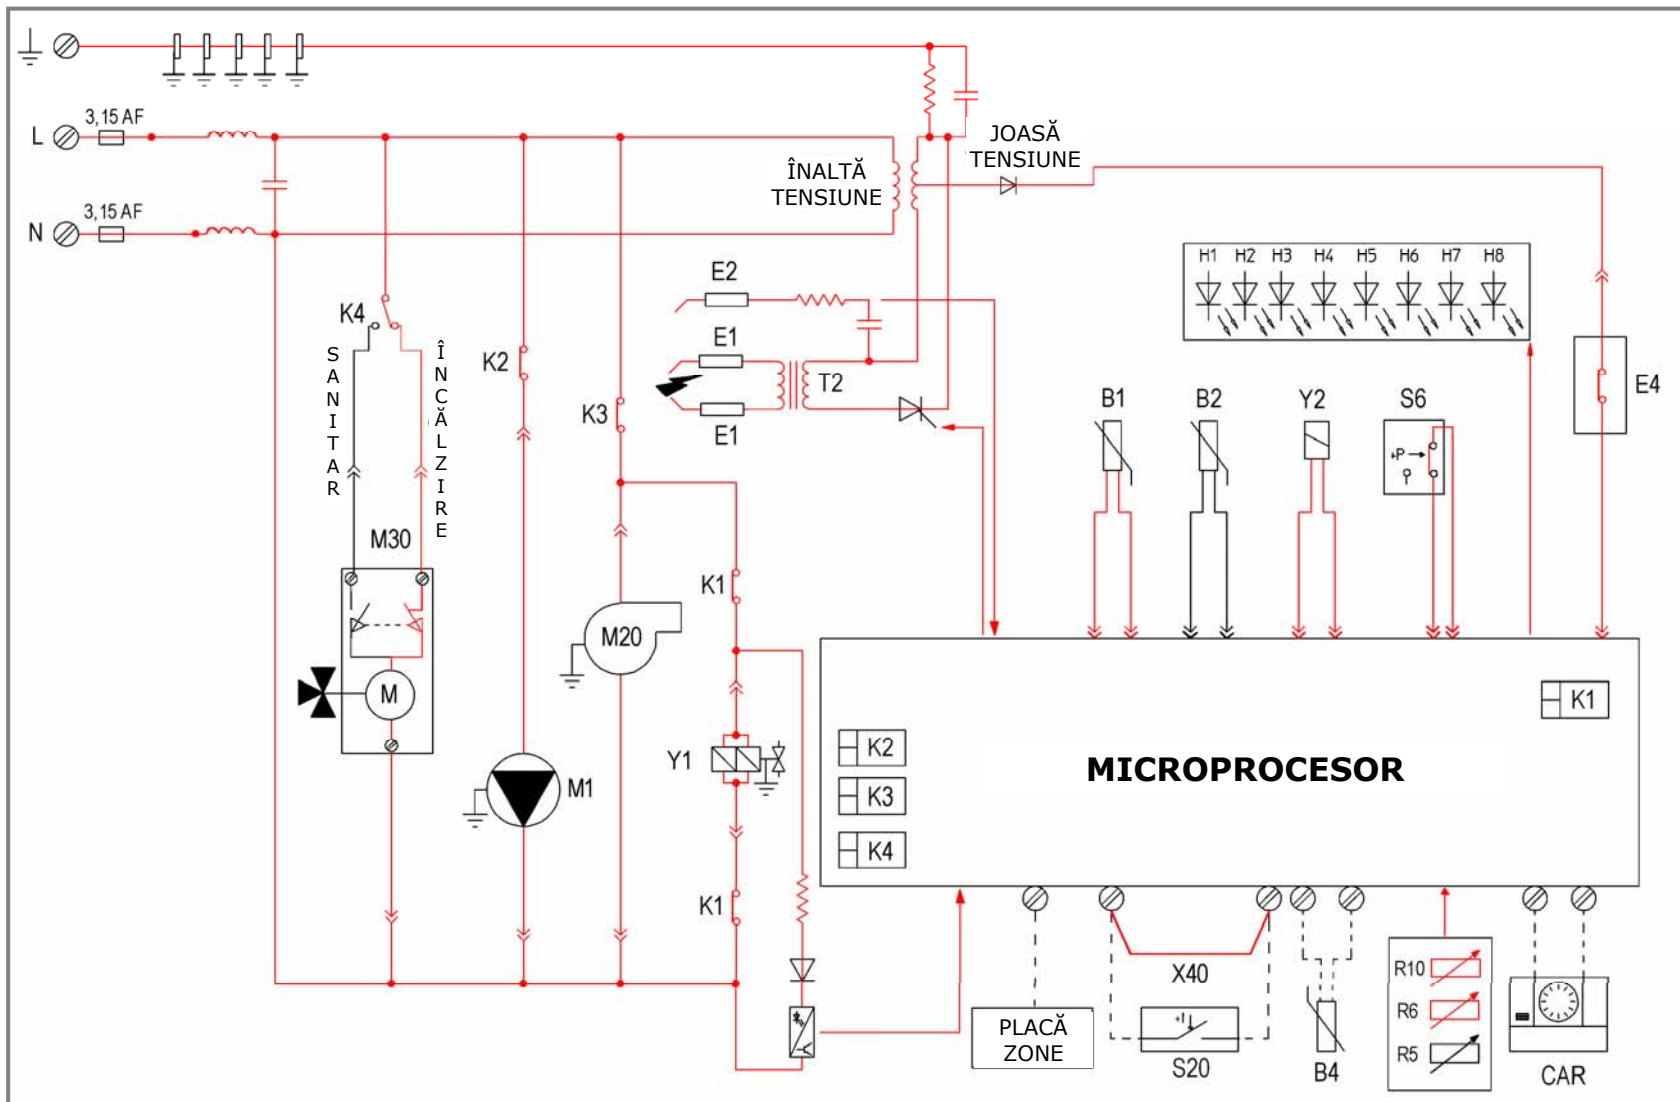 3,15 AF
L
JOASĂ
TENSIUNE
ÎNALTĂ
TENSIUNE
3,15 AF
N
H1 H2 H3 H4 H5 H6 H7 H8
E2
K4
SANITAR
ÎNCĂLZIRE
E1
K2
T2
E4
B1
B2
Y2
S6
K3
E1
+P
M30
K1
M20
M
K1
K2
Y1
M1
MICROPROCESOR
K3
K4
K1
R10
X40
R6
PLACĂ
ZONE
+t
R5
S20
B4
CAR